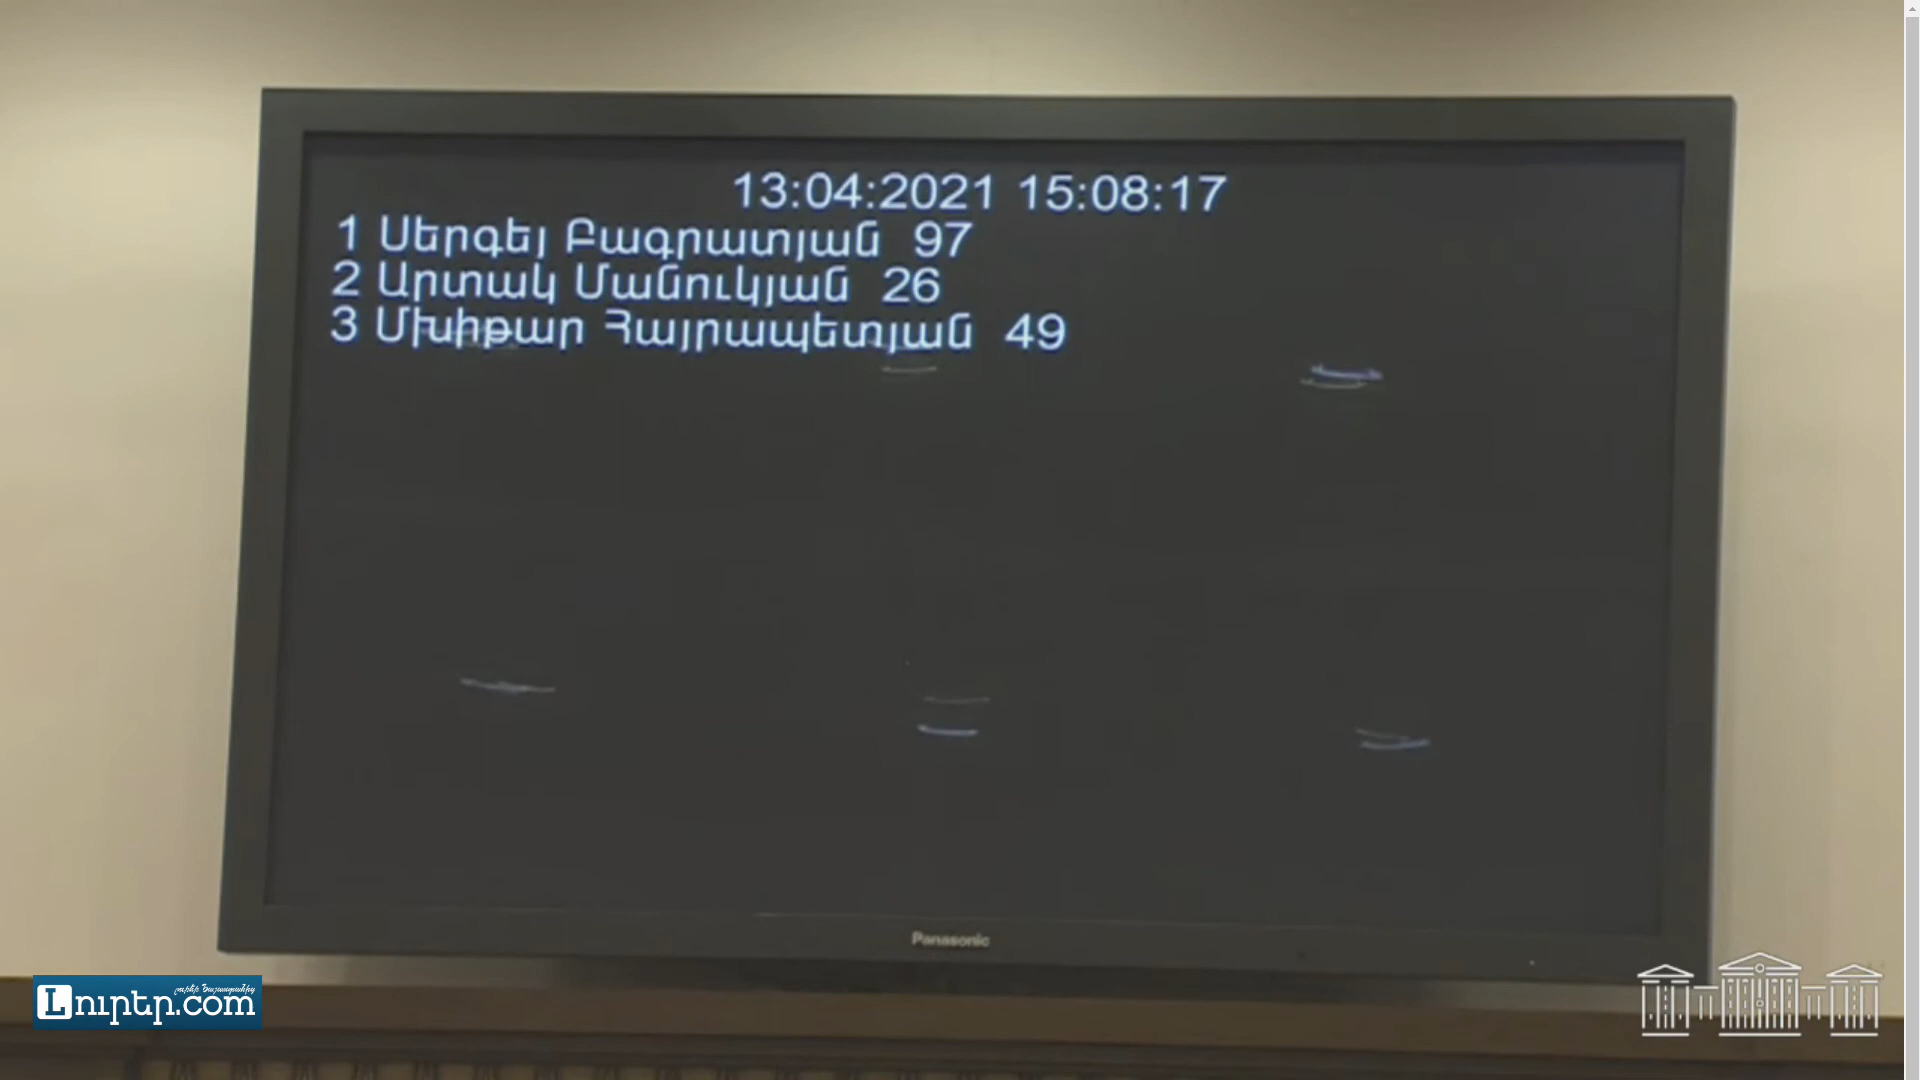 13:04:2021 15:08:17
1 Սերգեյ Բագրատյան 97
2 Արտակ Մանուկյան 26
3 Մխիթար Հայրապետյան 49
Panasonic
Լուրեր.com